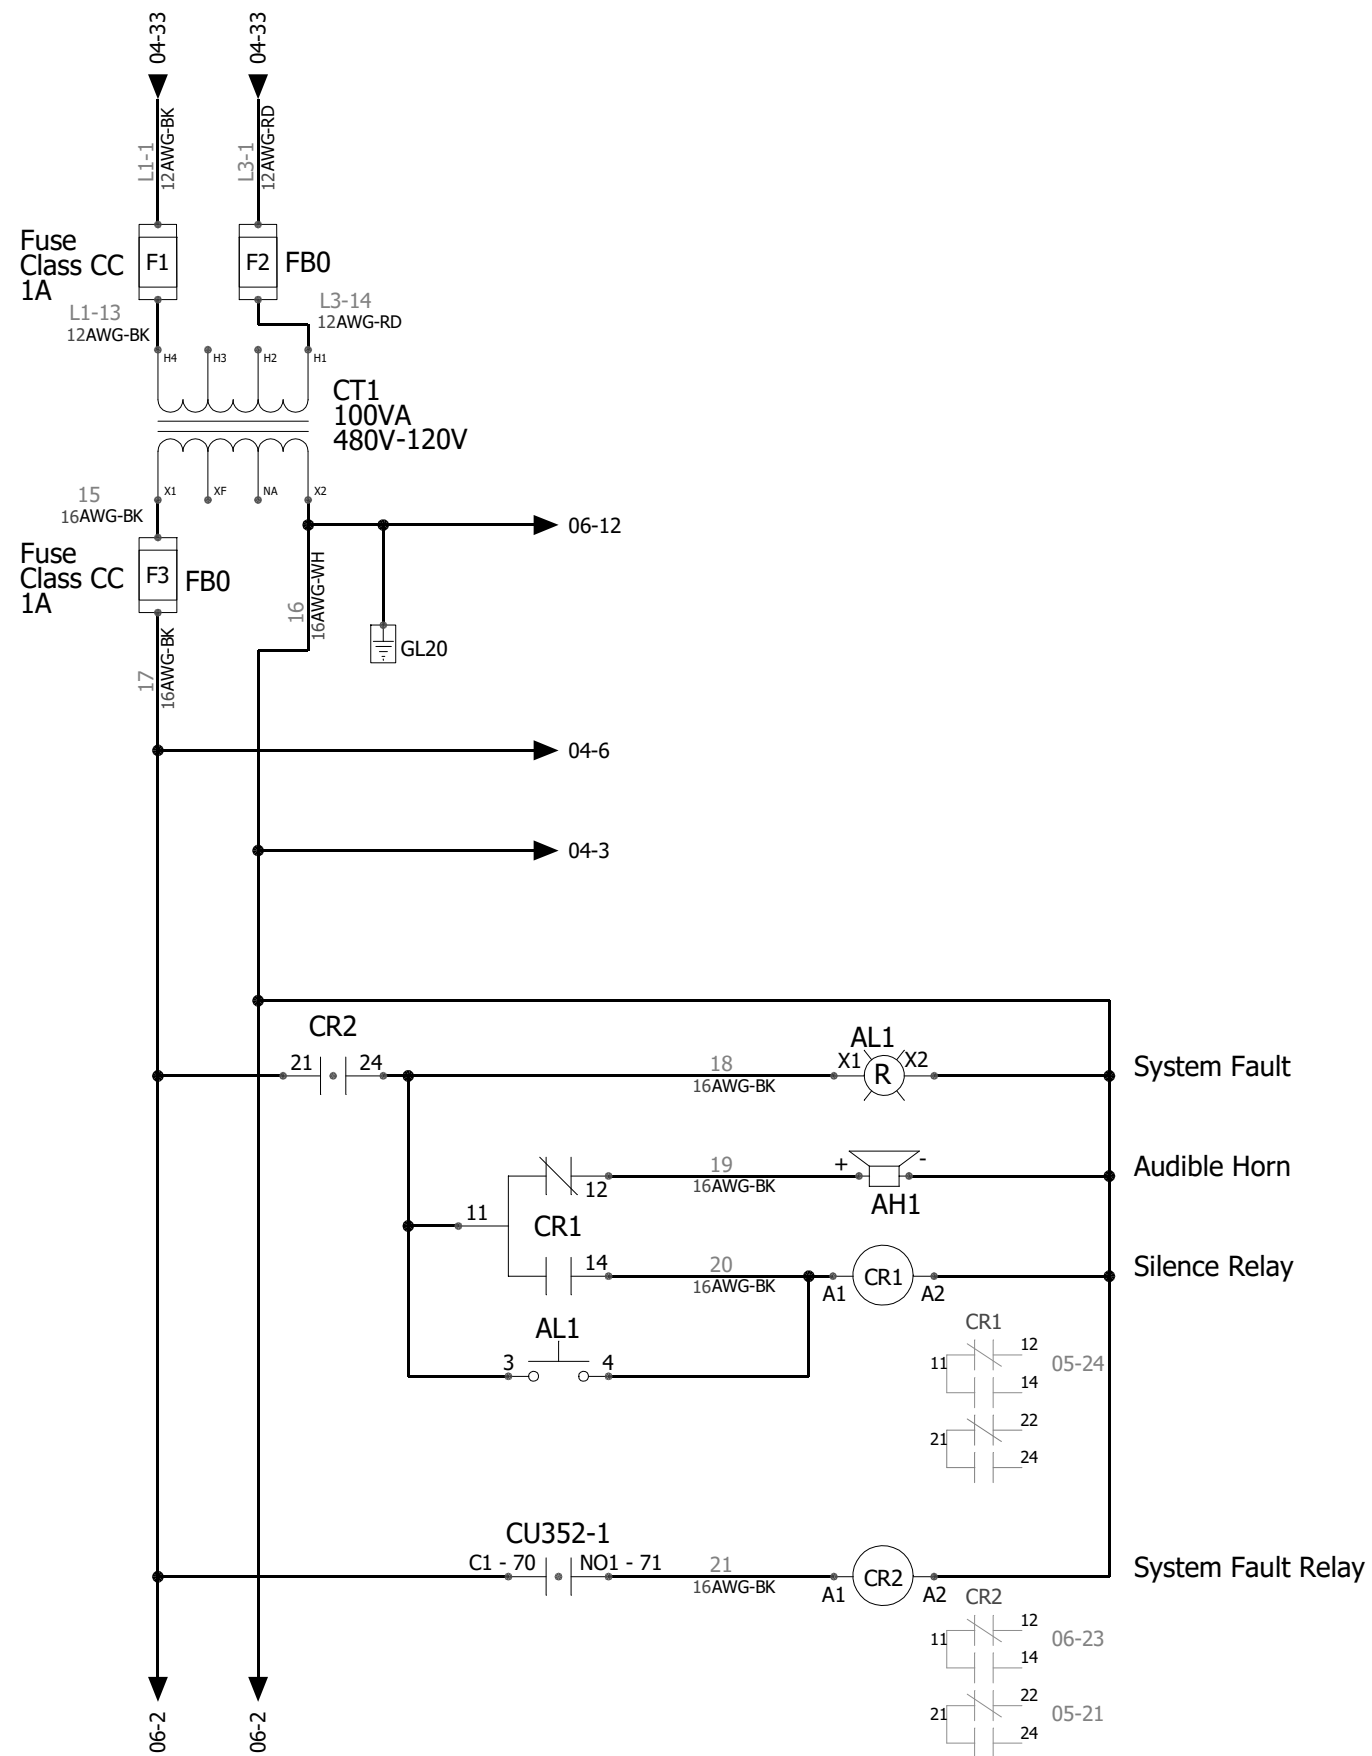 04-33
04-33
L1-1
12AWG-BK
L3-1
12AWG-RD
Fuse
Class CC
1A
F1
F2
FB0
L1-13
12AWG-BK
L3-14
12AWG-RD
H4
H3
H2
H1
CT1
100VA
480V-120V
X1
XF
NA
X2
15
16AWG-BK
06-12
Fuse
Class CC
1A
F3
FB0
16
16AWG-WH
GL20
17
16AWG-BK
04-6
04-3
CR2
21
24
18
16AWG-BK
AL1
X1
R
X2
System Fault
11
12
19
16AWG-BK
+
-
AH1
Audible Horn
CR1
14
20
16AWG-BK
A1
CR1
A2
Silence Relay
AL1
3
4
CR1
11
12
14
05-24
21
22
24
CU352-1
C1 - 70
NO1 - 71
21
16AWG-BK
A1
CR2
A2
System Fault Relay
CR2
11
12
14
06-23
21
22
24
05-21
06-2
06-2